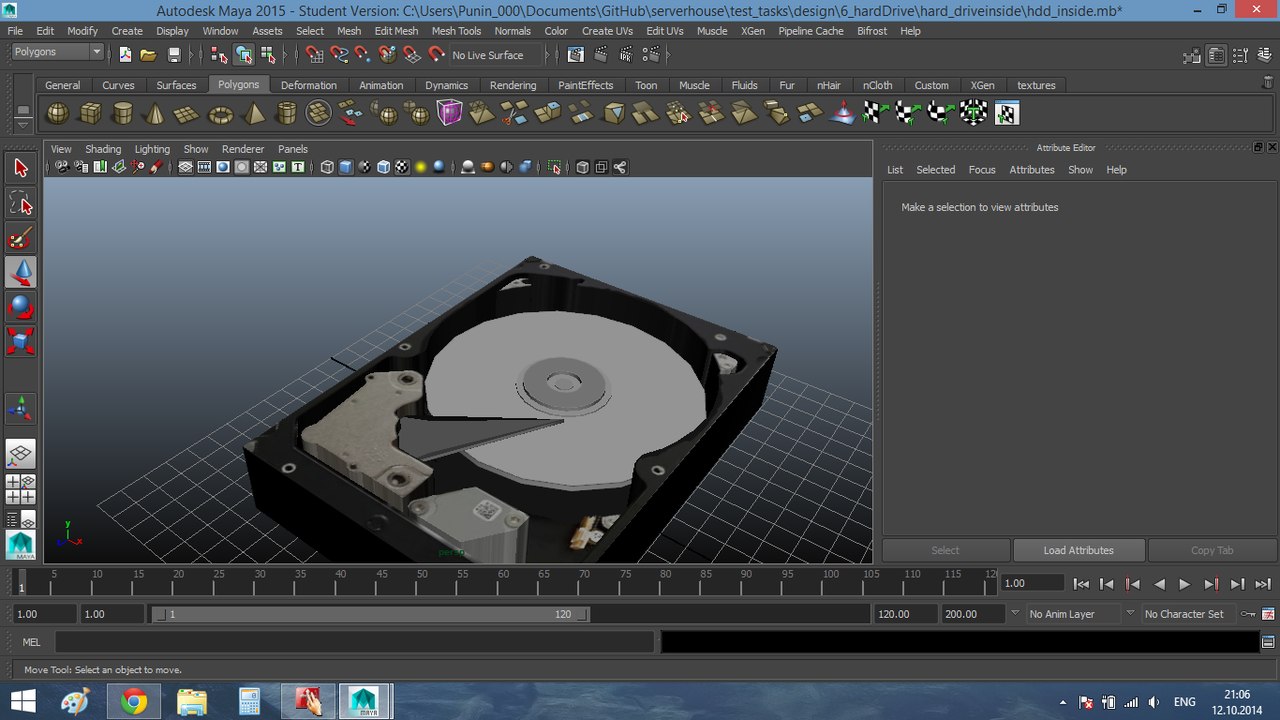 Autodesk Maya 2015 - Student Version: C:\Users\Punin_000\Documents\GitHub\serverhouse\test_tasks\design\6_hardDrive\hard_driveinside\hdd_inside.mb*
File Edit Modify Create Display Window Assets Select Mesh Edit Mesh Mesh Tools Normals Color Create UVs Edit UVs Muscle XGen Pipeline Cache Bifrost Help
Polygons No Live Surface
General Curves Surfaces Polygons Deformation Animation Dynamics Rendering PaintEffects Toon Muscle Fluids Fur nHair nCloth Custom XGen textures
View Shading Lighting Show Renderer Panels
Attribute Editor
List Selected Focus Attributes Show Help
Make a selection to view attributes
y
x
persp
MAYA
Select Load Attributes Copy Tab
1 5 10 15 20 25 30 35 40 45 50 55 60 65 70 75 80 85 90 95 100 105 110 115 12 1.00
1.00 1.00 1 120 120.00 200.00 No Anim Layer No Character Set
MEL
Move Tool: Select an object to move.
MAYA
ENG
21:06
12.10.2014